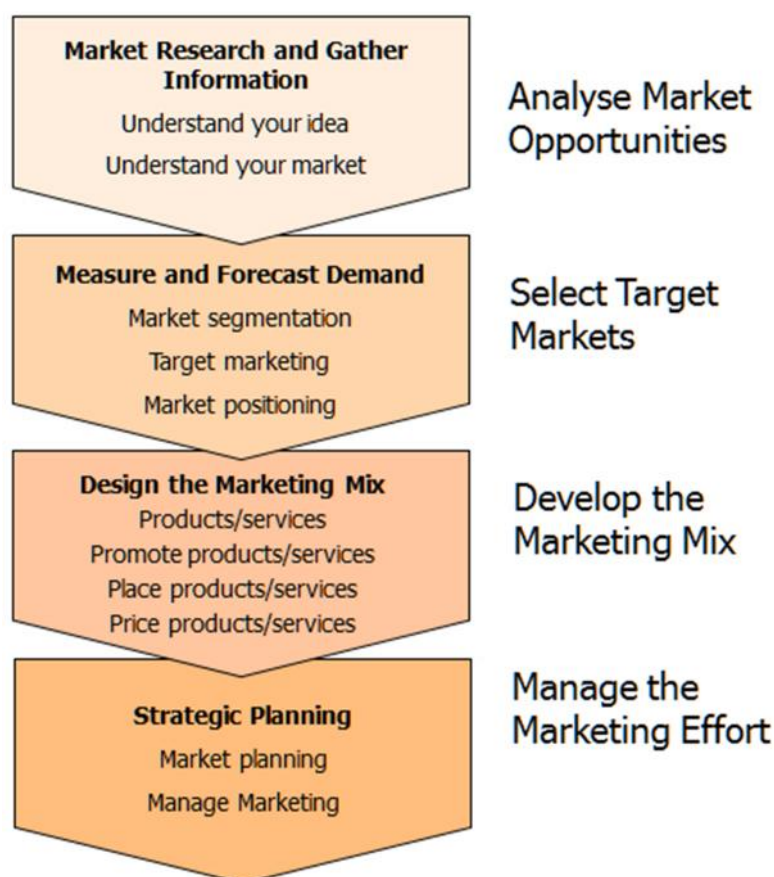 Market Research and Gather
Information
Understand your idea
Understand your market
Analyse Market
Opportunities
Measure and Forecast Demand
Market segmentation
Target marketing
Market positioning
Select Target
Markets
Design the Marketing Mix
Products/services
Promote products/services
Place products/services
Price products/services
Develop the
Marketing Mix
Strategic Planning
Market planning
Manage Marketing
Manage the
Marketing Effort